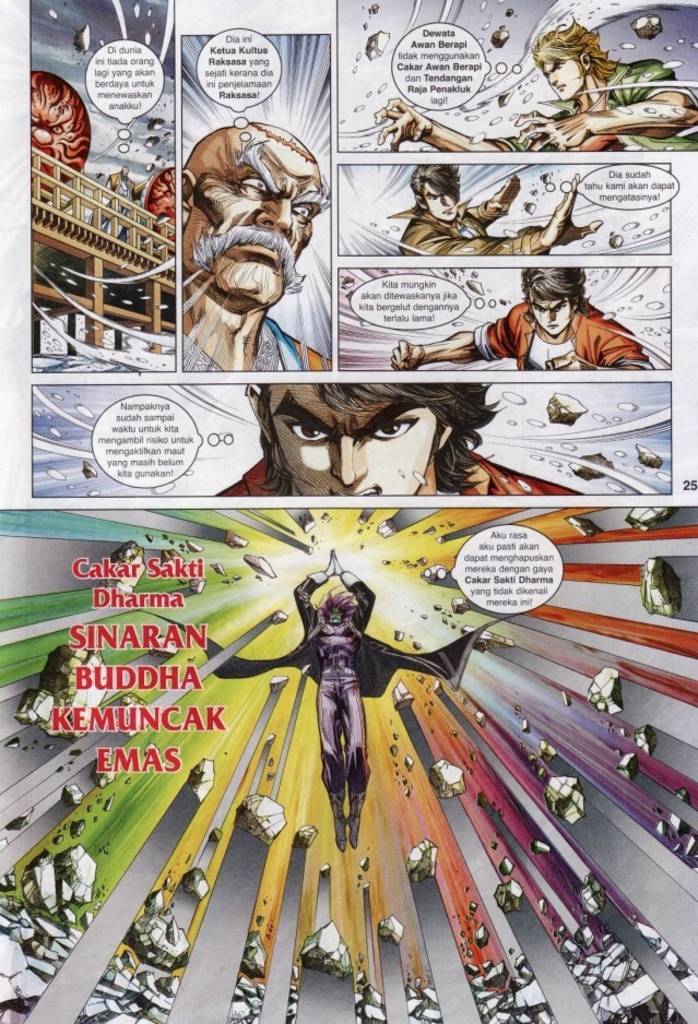 Di dunia
ini tiada orang
lagi yang akan
berdaya untuk
menewaskan
anakku!
Dia ini
Ketua Kultus
Raksasa yang
sejati kerana dia
ini penjelamaan
Raksasa!
Dewata
Awan Berapi
tidak menggunakan
Cakar Awan Berapi
dan Tendangan
Raja Penakluk
lagi!
Dia sudah
tahu kami akan dapat
mengatasinya!
Kita mungkin
akan ditewaskanya jika
kita bergelut dengannya
terlalu lama!
Nampaknya
sudah sampai
waktu untuk kita
mengambil risiko untuk
mengaktifkan maut
yang masih belum
kita gunakan!
25
Cakar Sakti
Dharma
SINARAN
BUDDHA
KEMUNCAK
EMAS
Aku rasa
aku pasti akan
dapat menghapuskan
mereka dengan gaya
Cakar Sakti Dharma
yang tidak dikenali
mereka ini!